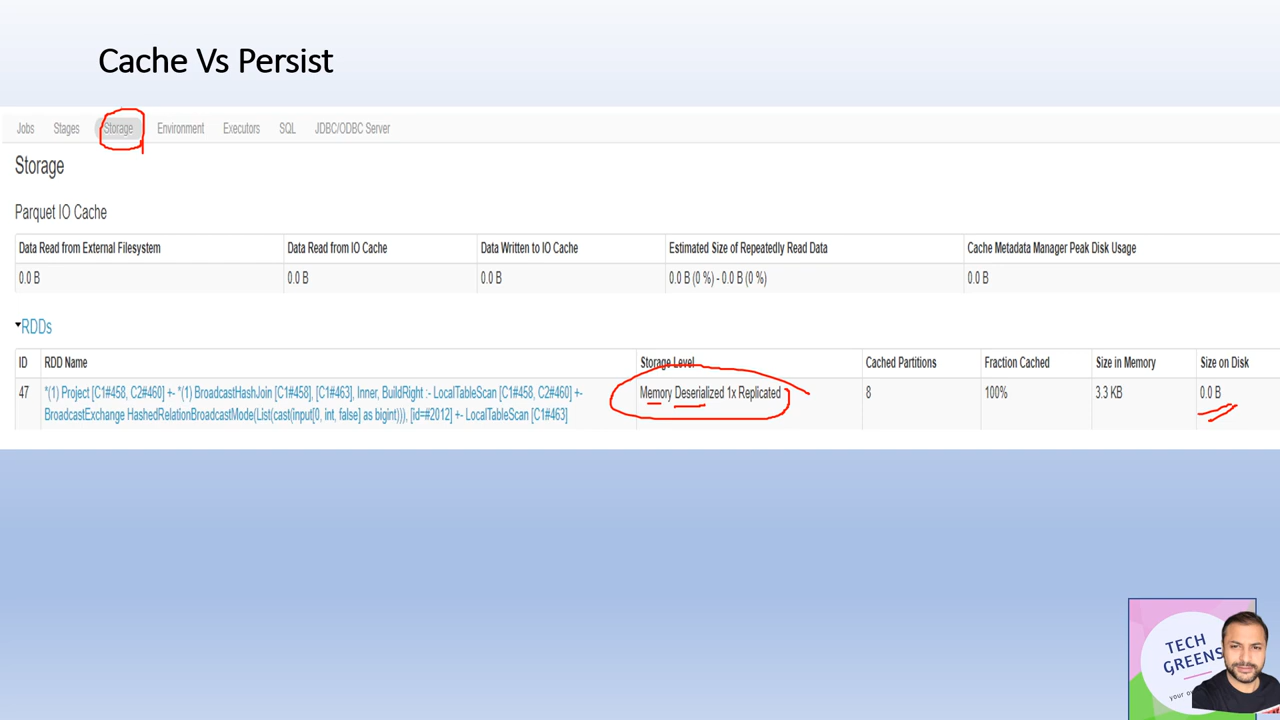 Cache Vs Persist
Jobs Stages Storage Environment Executors SQL JDBC/ODBC Server
Storage
Parquet IO Cache
Data Read from External Filesystem Data Read from IO Cache Data Written to IO Cache Estimated Size of Repeatedly Read Data Cache Metadata Manager Peak Disk Usage
0.0 B 0.0 B 0.0 B 0.0 B (0 %) - 0.0 B (0 %) 0.0 B
RDDs
ID RDD Name Storage Level Cached Partitions Fraction Cached Size in Memory Size on Disk
47 *(1) Project [C1#458, C2#460] +- *(1) BroadcastHashJoin [C1#458], [C1#463], Inner, BuildRight :- LocalTableScan [C1#458, C2#460] +- Memory Deserialized 1x Replicated 8 100% 3.3 KB 0.0 B
BroadcastExchange HashedRelationBroadcastMode(List(cast(input[0, int, false] as bigint))), [id=#2012] +- LocalTableScan [C1#463]
TECH
GREENS
your